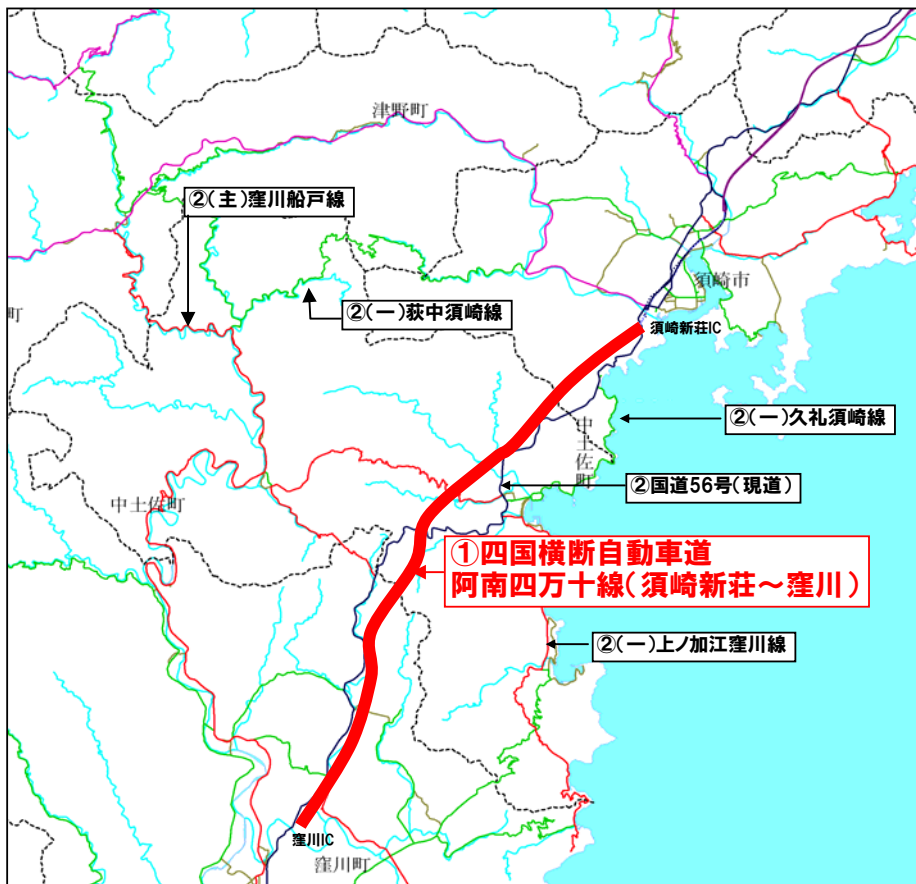 津野町
②(主)窪川船戸線
須崎市
②(一)荻中須崎線
町
須崎新荘IC
②(一)久礼須崎線
中土佐町
②国道56号(現道)
中土佐町
①四国横断自動車道
阿南四万十線(須崎新荘～窪川)
②(一)上ノ加江窪川線
窪川IC
窪川町